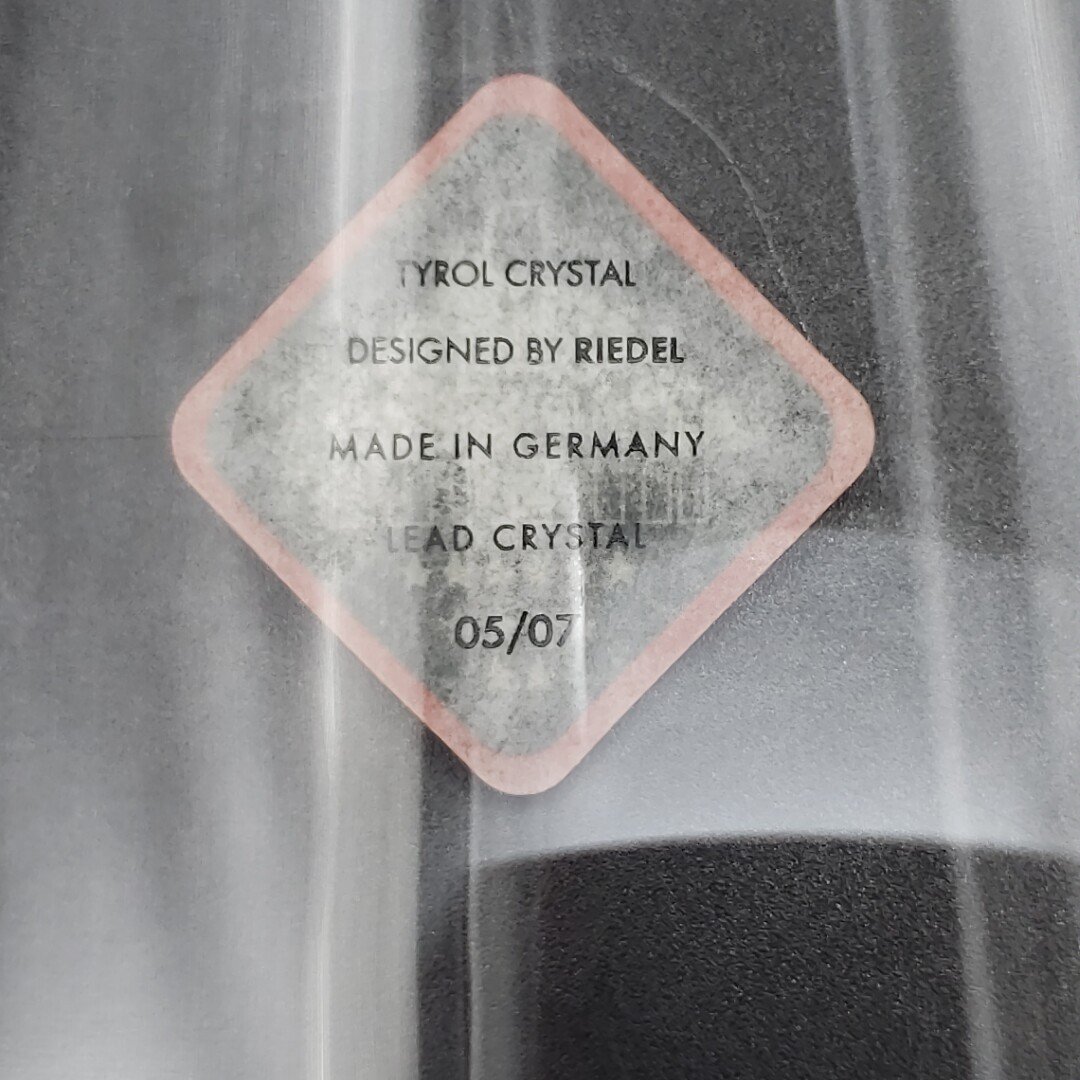 TYROL CRYSTAL
DESIGNED BY RIEDEL
MADE IN GERMANY
LEAD CRYSTAL
05/07